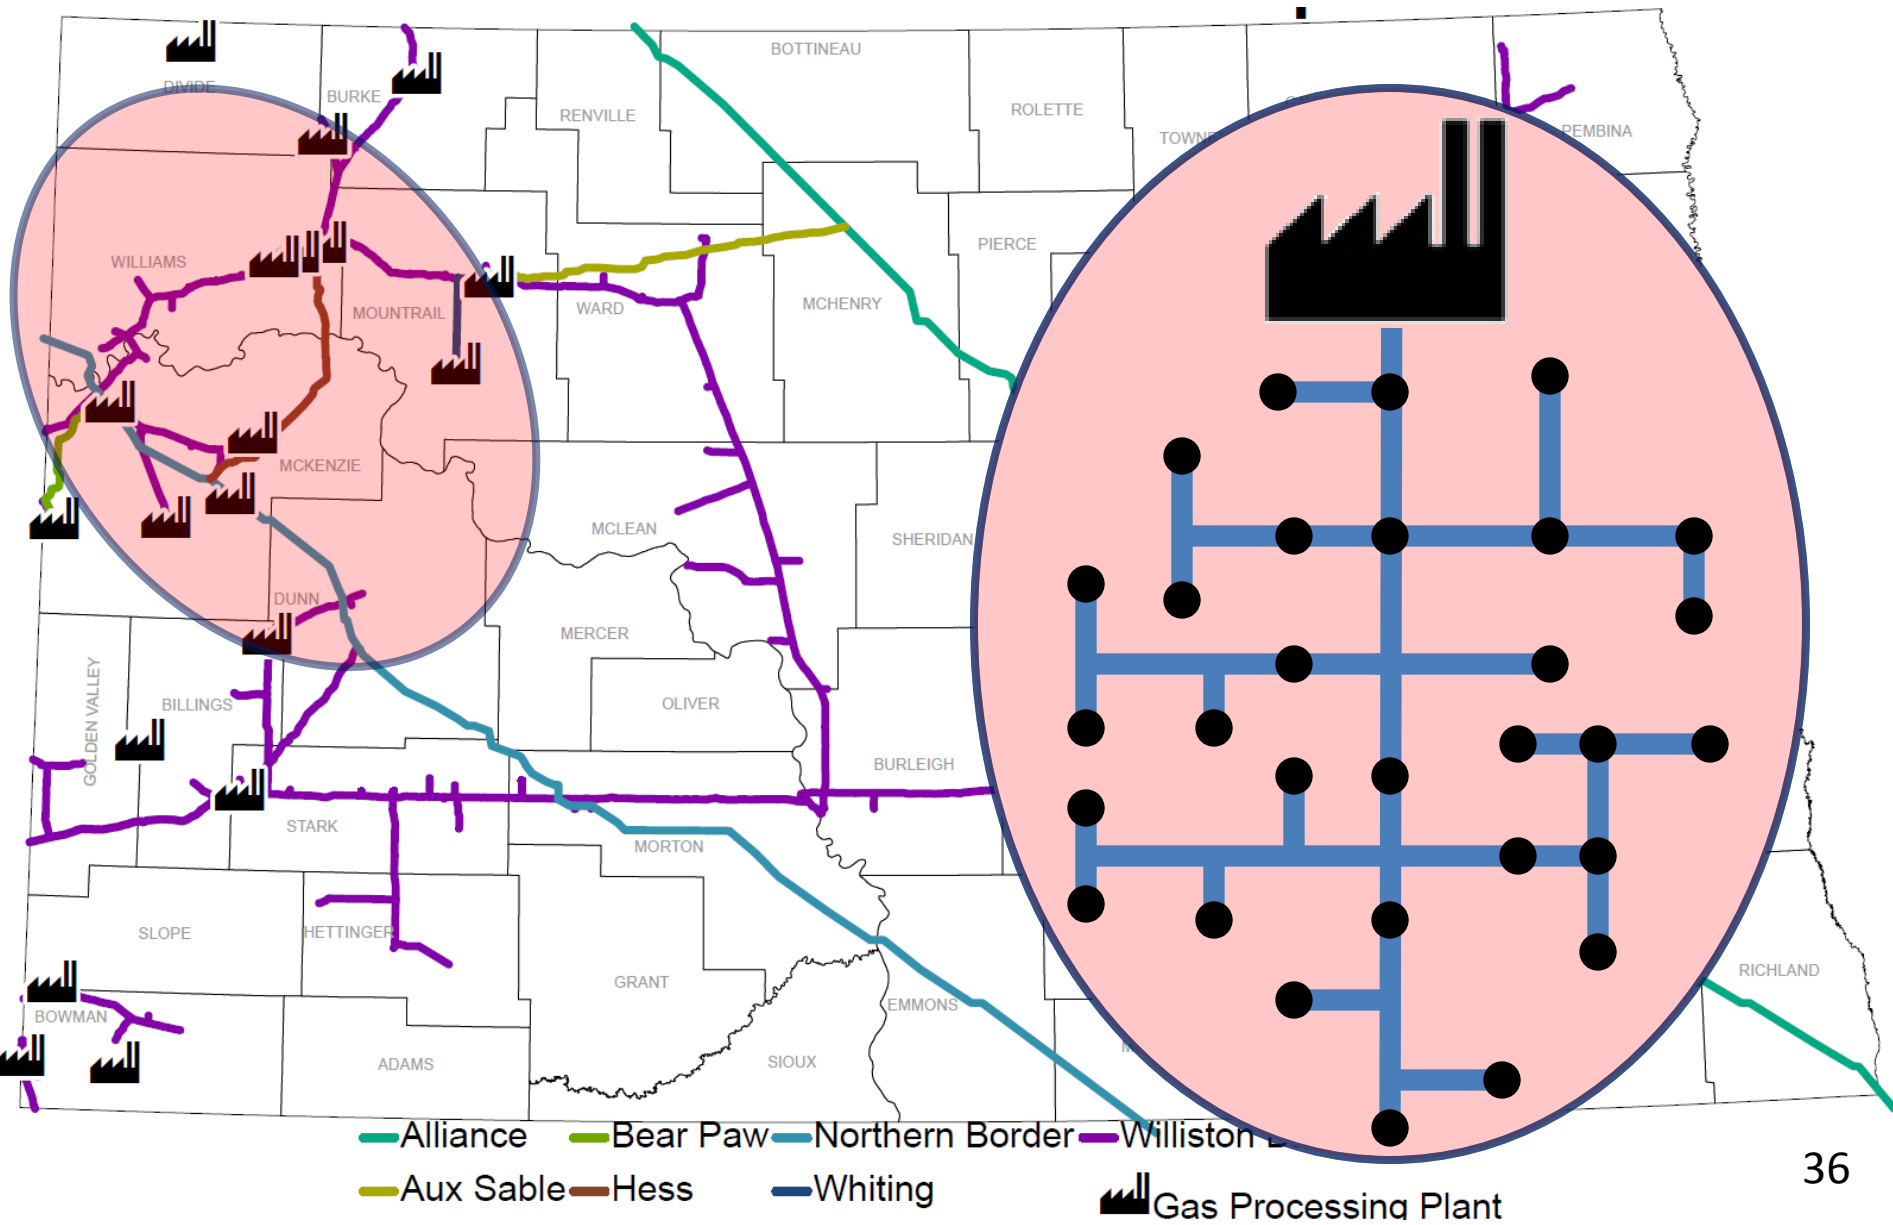 BOTTINEAU
DIVIDE
BURKE
RENVILLE
ROLETTE
PEMBINA
PIERCE
WILLIAMS
MOUNTRAIL
WARD
MCHENRY
MCKENZIE
MCLEAN
SHERIDAN
DUNN
MERCER
GOLDEN VALLEY
BILLINGS
OLIVER
BURLEIGH
STARK
MORTON
SLOPE
HETTINGER
GRANT
RICHLAND
EMMONS
BOWMAN
ADAMS
SIOUX
Alliance Bear Paw Northern Border Williston
Aux Sable Hess Whiting Gas Processing Plant
36